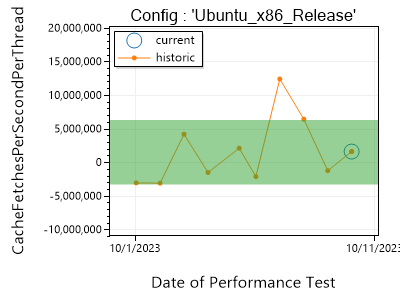 Config : 'Ubuntu_x86_Release'
current
historic
CacheFetchesPerSecondPerThread
20,000,000
15,000,000
10,000,000
5,000,000
0
-5,000,000
-10,000,000
10/1/2023
10/11/2023
Date of Performance Test